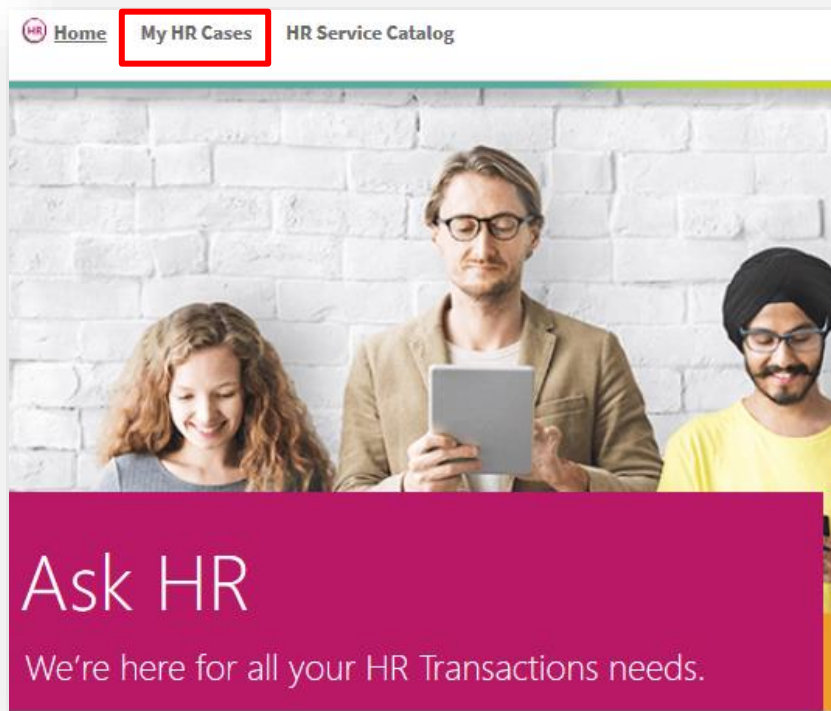 HR Home My HR Cases HR Service Catalog
Ask HR
We're here for all your HR Transactions needs.